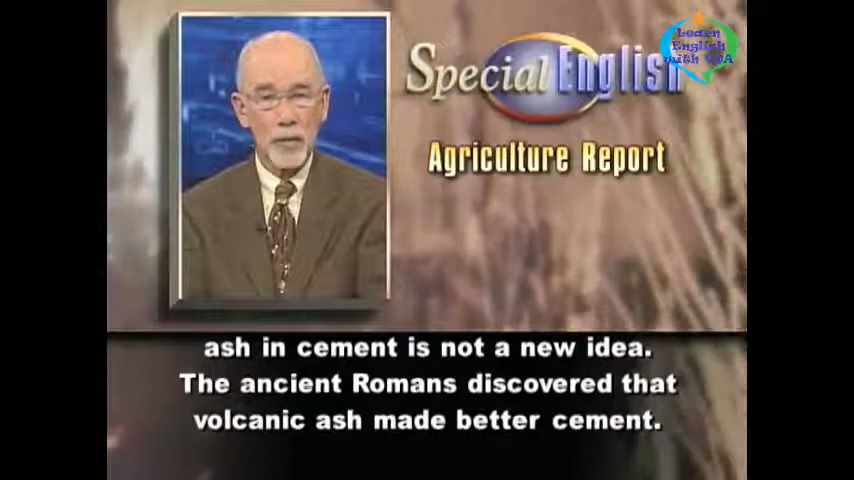 Special English
Learn
English
with VOA
Agriculture Report
ash in cement is not a new idea.
The ancient Romans discovered that
volcanic ash made better cement.